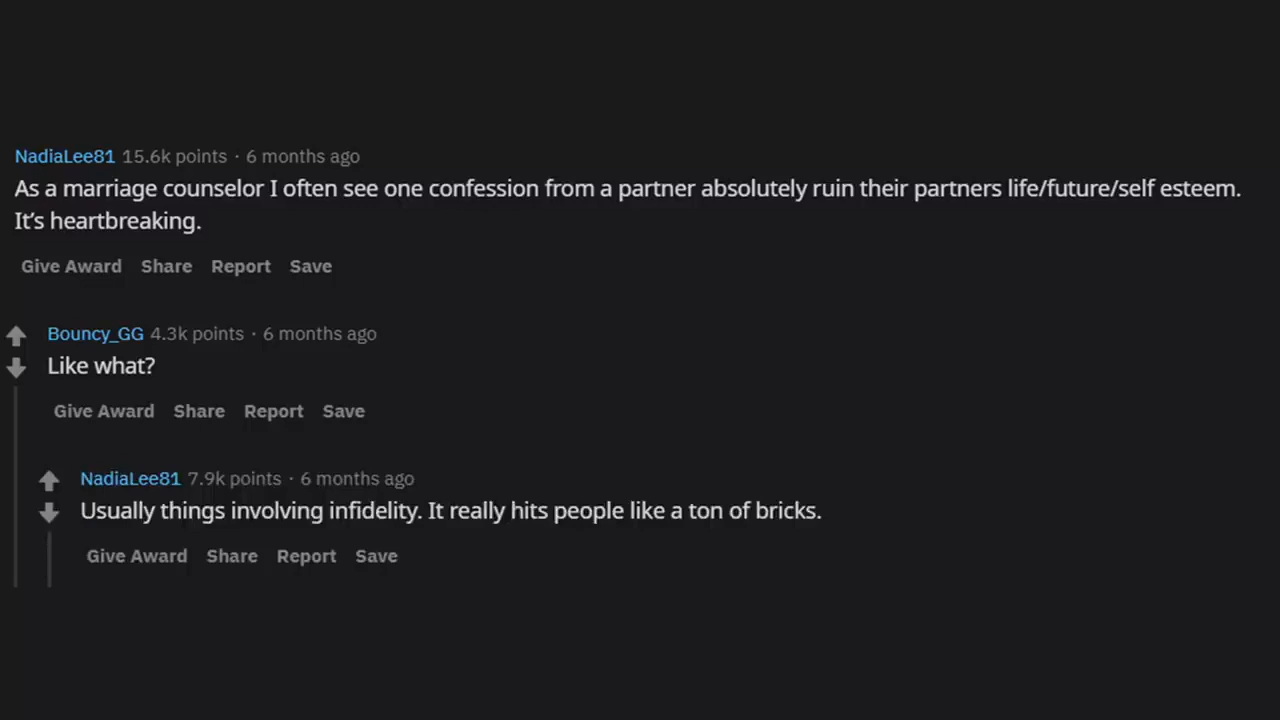 NadiaLee81 15.6k points · 6 months ago
As a marriage counselor I often see one confession from a partner absolutely ruin their partners life/future/self esteem.
It’s heartbreaking.
Give Award Share Report Save
Bouncy_GG 4.3k points · 6 months ago
Like what?
Give Award Share Report Save
NadiaLee81 7.9k points · 6 months ago
Usually things involving infidelity. It really hits people like a ton of bricks.
Give Award Share Report Save